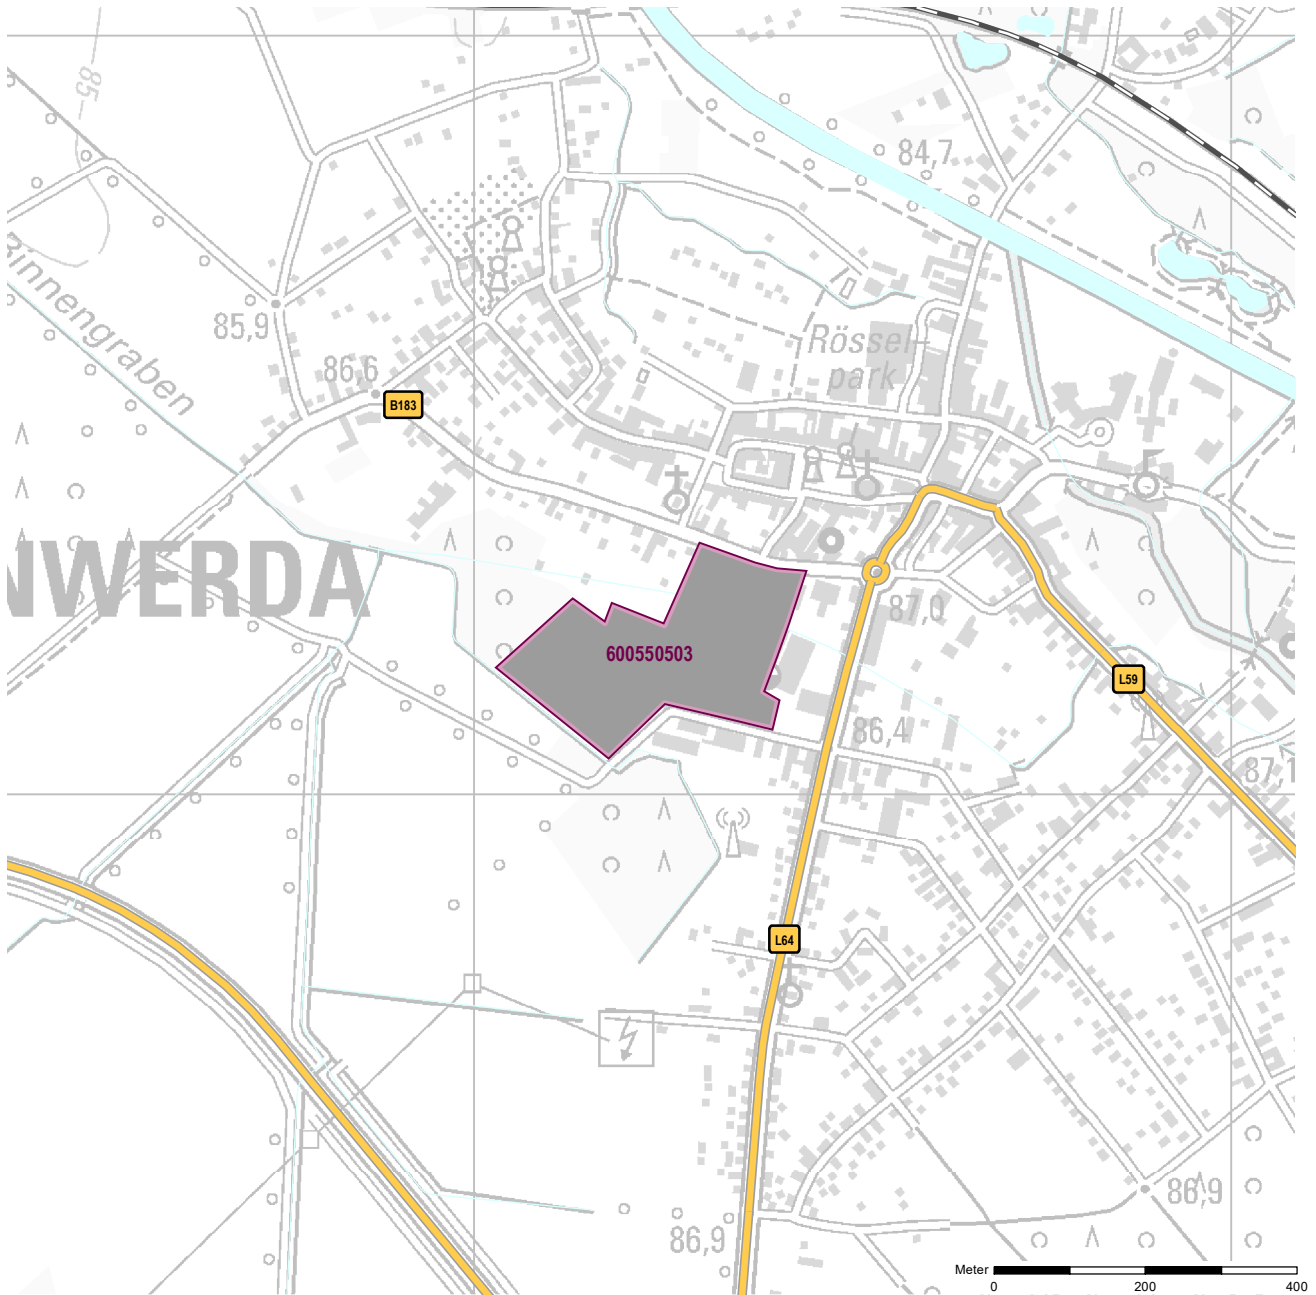 85
84,7
Binnengraben
85,9
86,6
B183
Rössel-
park
NWERDA
87,0
600550503
L59
86,4
87,1
L64
86,9
86,9
Meter
0
200
400